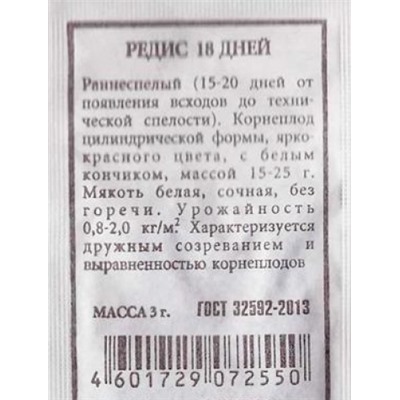 РЕДИС 18 ДНЕЙ
Раннеспелый (15-20 дней от
появления всходов до техни-
ческой спелости). Корнеплод
цилиндрической формы, ярко-
красного цвета, с белым
кончиком, массой 15-25 г.
Мякоть белая, сочная, без
горечи. Урожайность
0,8-2,0 кг/м². Характеризуется
дружным созреванием и
выравненностью корнеплодов
МАССА 3 г. ГОСТ 32592-2013
4 601729 072550